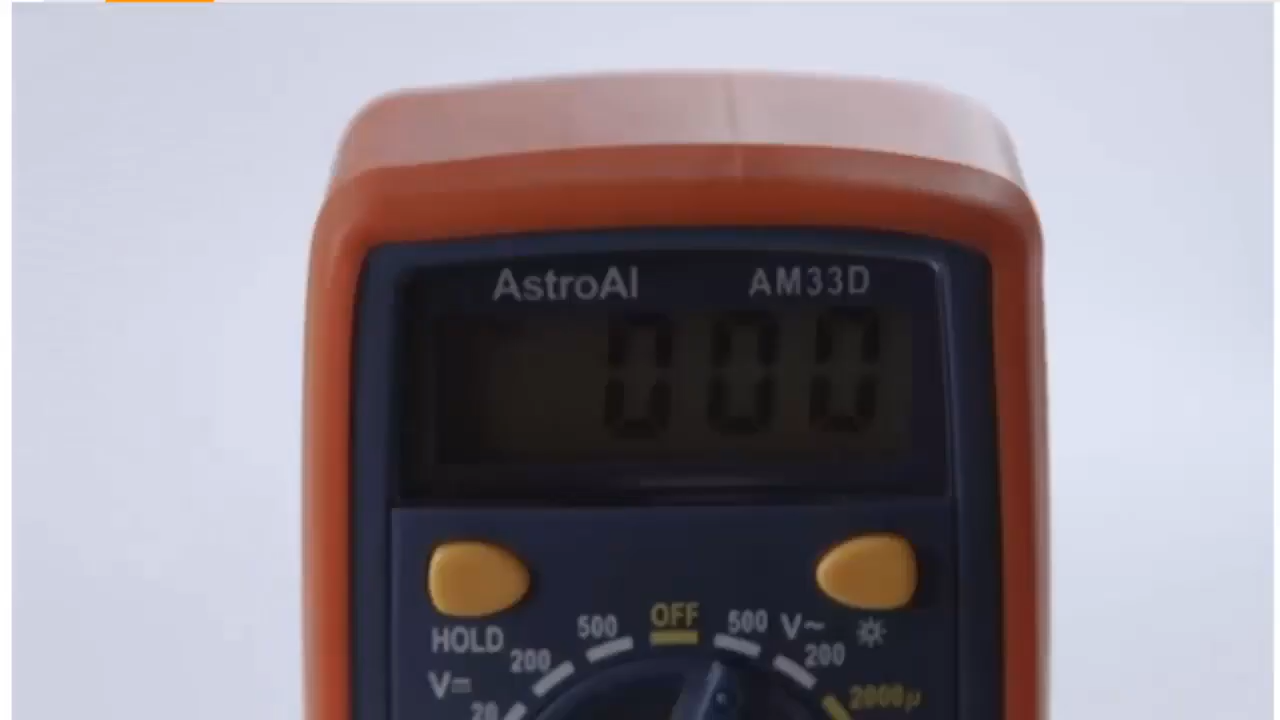 AstroAI AM33D
000
HOLD 500 OFF 500 V~
V⎓ 200 200
20 2000µ